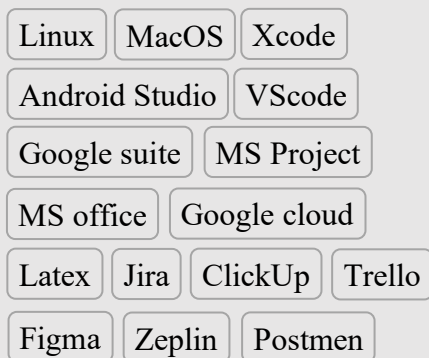 Linux MacOS Xcode
Android Studio VScode
Google suite MS Project
MS office Google cloud
Latex Jira ClickUp Trello
Figma Zeplin Postmen